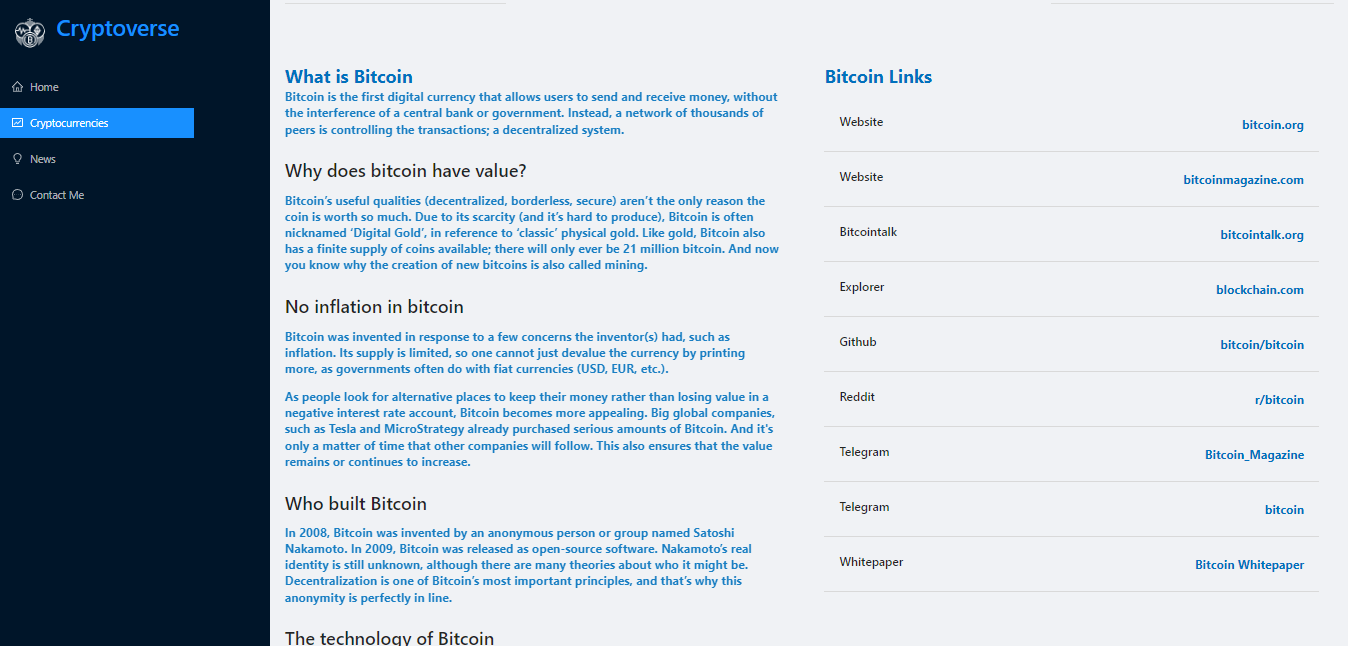 Cryptoverse
Home
Cryptocurrencies
News
Contact Me
What is Bitcoin
Bitcoin is the first digital currency that allows users to send and receive money, without
the interference of a central bank or government. Instead, a network of thousands of
peers is controlling the transactions; a decentralized system.
Why does bitcoin have value?
Bitcoin’s useful qualities (decentralized, borderless, secure) aren’t the only reason the
coin is worth so much. Due to its scarcity (and it’s hard to produce), Bitcoin is often
nicknamed ‘Digital Gold’, in reference to ‘classic’ physical gold. Like gold, Bitcoin also
has a finite supply of coins available; there will only ever be 21 million bitcoin. And now
you know why the creation of new bitcoins is also called mining.
No inflation in bitcoin
Bitcoin was invented in response to a few concerns the inventor(s) had, such as
inflation. Its supply is limited, so one cannot just devalue the currency by printing
more, as governments often do with fiat currencies (USD, EUR, etc.).
As people look for alternative places to keep their money rather than losing value in a
negative interest rate account, Bitcoin becomes more appealing. Big global companies,
such as Tesla and MicroStrategy already purchased serious amounts of Bitcoin. And it's
only a matter of time that other companies will follow. This also ensures that the value
remains or continues to increase.
Who built Bitcoin
In 2008, Bitcoin was invented by an anonymous person or group named Satoshi
Nakamoto. In 2009, Bitcoin was released as open-source software. Nakamoto’s real
identity is still unknown, although there are many theories about who it might be.
Decentralization is one of Bitcoin’s most important principles, and that’s why this
anonymity is perfectly in line.
The technology of Bitcoin
Bitcoin Links
Website
bitcoin.org
Website
bitcoinmagazine.com
Bitcointalk
bitcointalk.org
Explorer
blockchain.com
Github
bitcoin/bitcoin
Reddit
r/bitcoin
Telegram
Bitcoin_Magazine
Telegram
bitcoin
Whitepaper
Bitcoin Whitepaper